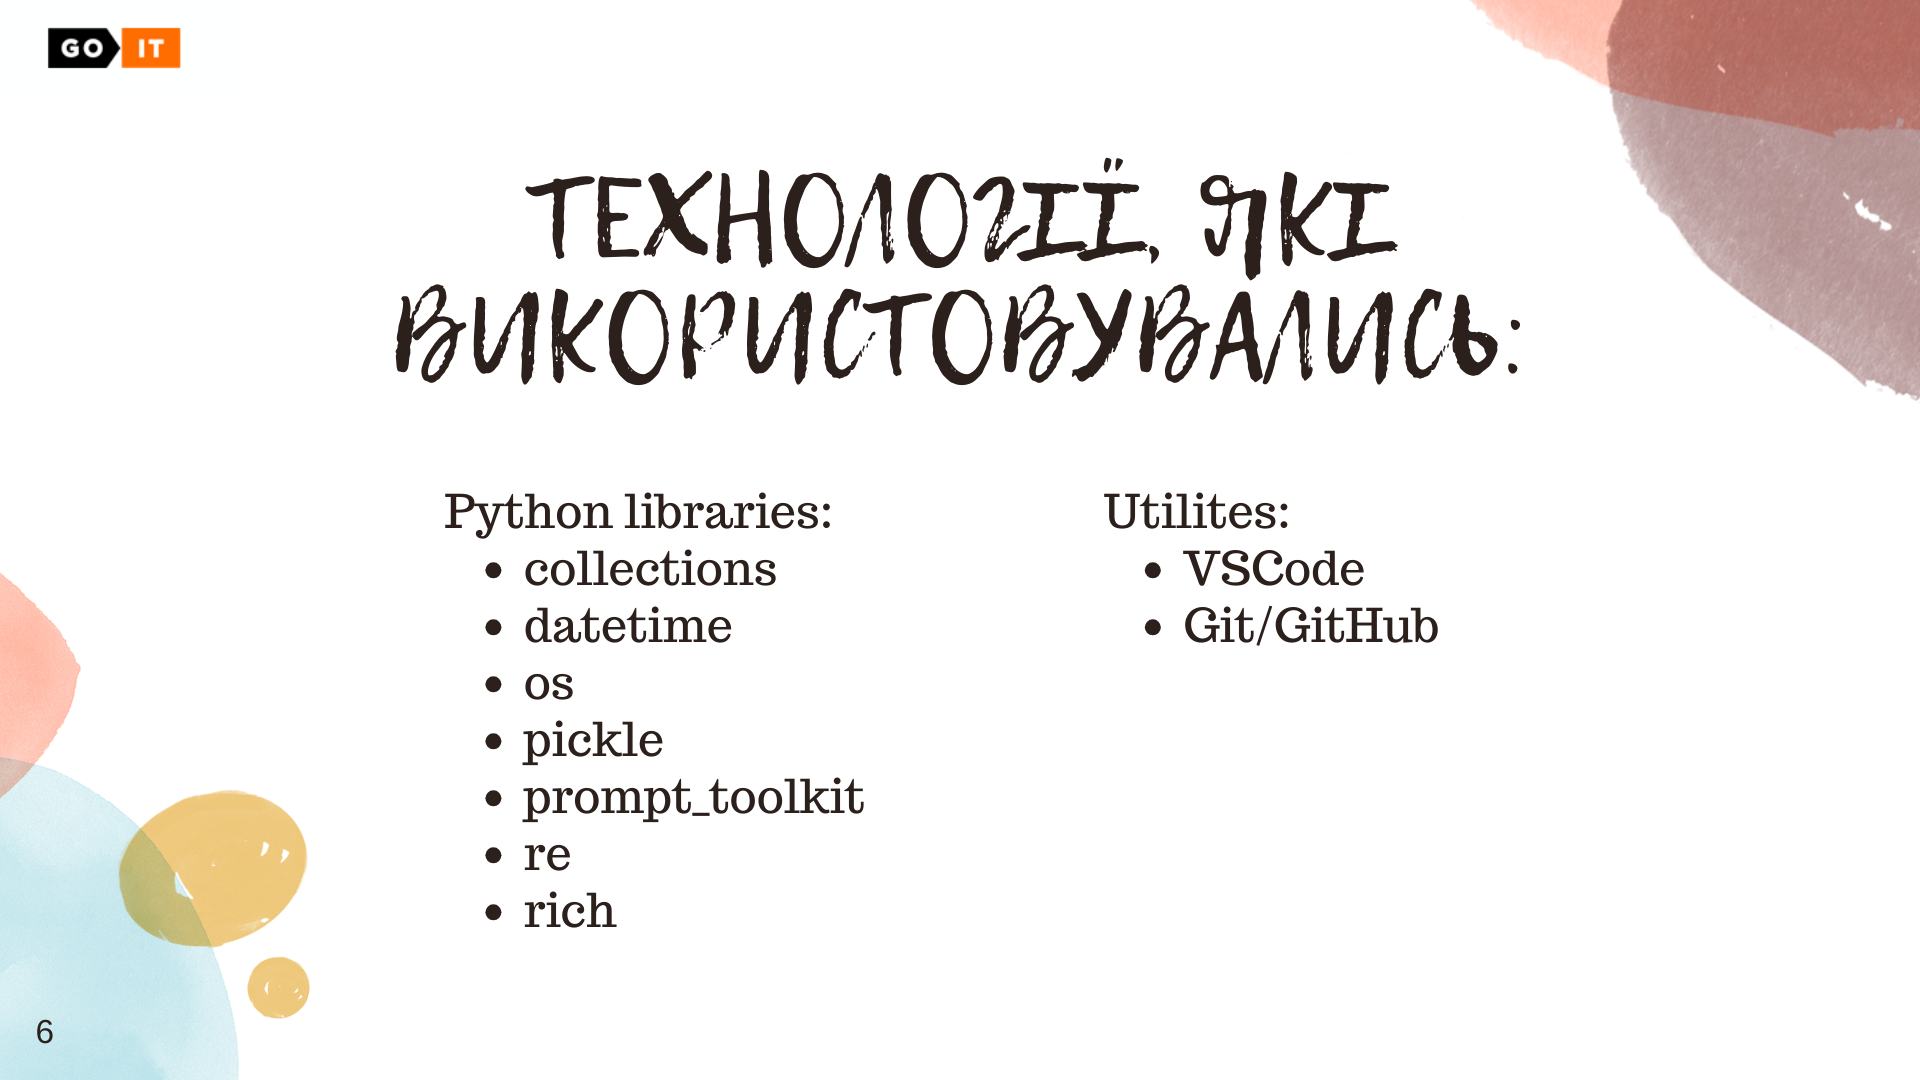 GO IT
ТЕХНОЛОГІЇ, ЯКІ
ВИКОРИСТОВУВАЛИСЬ:
Python libraries:
• collections
• datetime
• os
• pickle
• prompt_toolkit
• re
• rich
Utilites:
• VSCode
• Git/GitHub
6